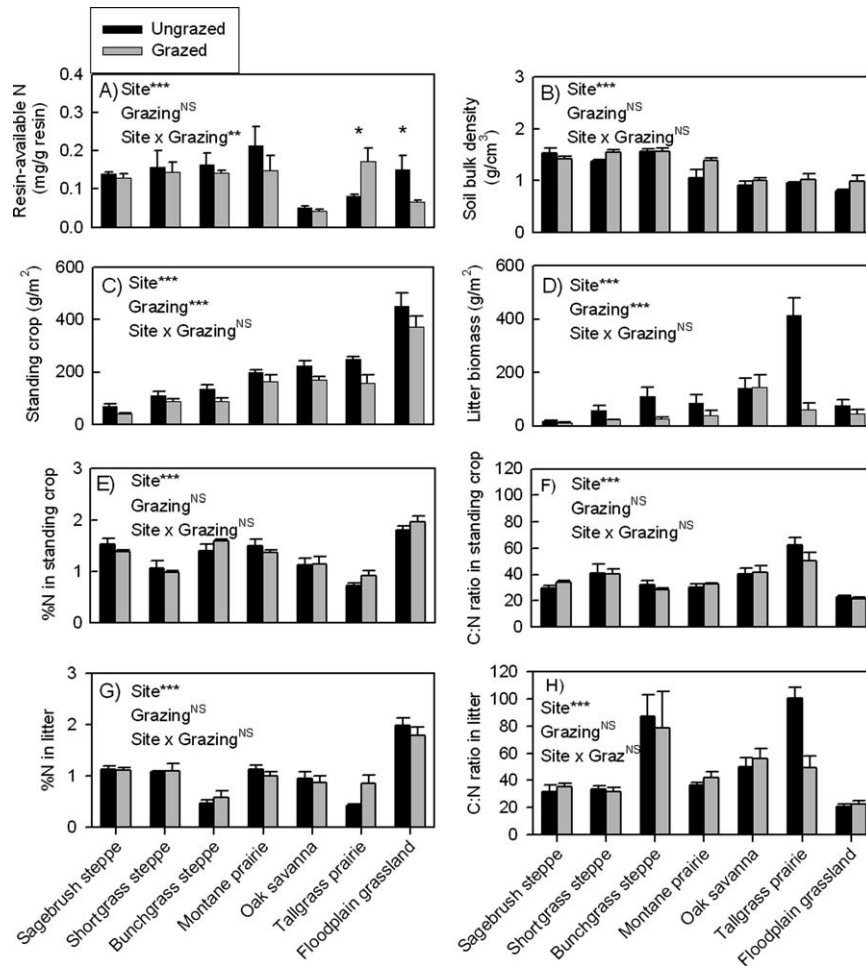 Ungrazed
Grazed
A) Site***
Grazing^NS
Site x Grazing**
* *
Resin-available N
(mg/g resin)
0.4
0.3
0.2
0.1
0.0
B) Site***
Grazing^NS
Site x Grazing^NS
Soil bulk density
(g/cm³)
3
2
1
0
C) Site***
Grazing***
Site x Grazing^NS
Standing crop (g/m²)
600
400
200
0
D) Site***
Grazing***
Site x Grazing^NS
Litter biomass (g/m²)
600
400
200
0
E) Site***
Grazing^NS
Site x Grazing^NS
%N in standing crop
3
2
1
0
F) Site***
Grazing^NS
Site x Grazing^NS
C:N ratio in standing crop
120
100
80
60
40
20
0
G) Site***
Grazing^NS
Site x Grazing^NS
%N in litter
3
2
1
0
H) Site***
Grazing^NS
Site x Graz^NS
C:N ratio in litter
120
100
80
60
40
20
0
Sagebrush steppe
Shortgrass steppe
Bunchgrass steppe
Montane prairie
Oak savanna
Tallgrass prairie
Floodplain grassland
Sagebrush steppe
Shortgrass steppe
Bunchgrass steppe
Montane prairie
Oak savanna
Tallgrass prairie
Floodplain grassland